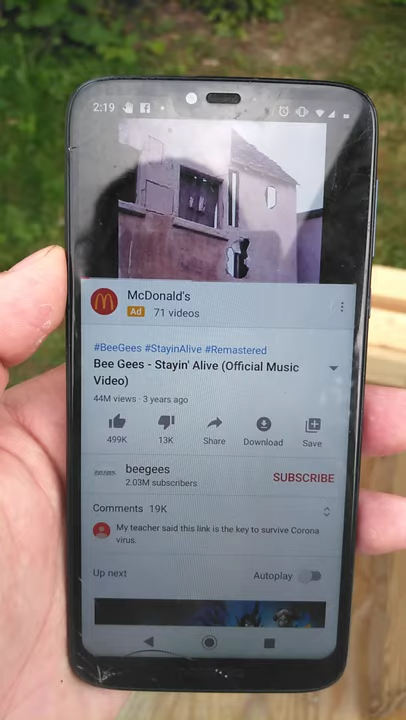 2:19
McDonald's
Ad 71 videos
#BeeGees #StayinAlive #Remastered
Bee Gees - Stayin' Alive (Official Music
Video)
44M views · 3 years ago
499K 13K Share Download Save
beegees
2.03M subscribers
SUBSCRIBE
Comments 19K
My teacher said this link is the key to survive Corona
virus.
Up next Autoplay